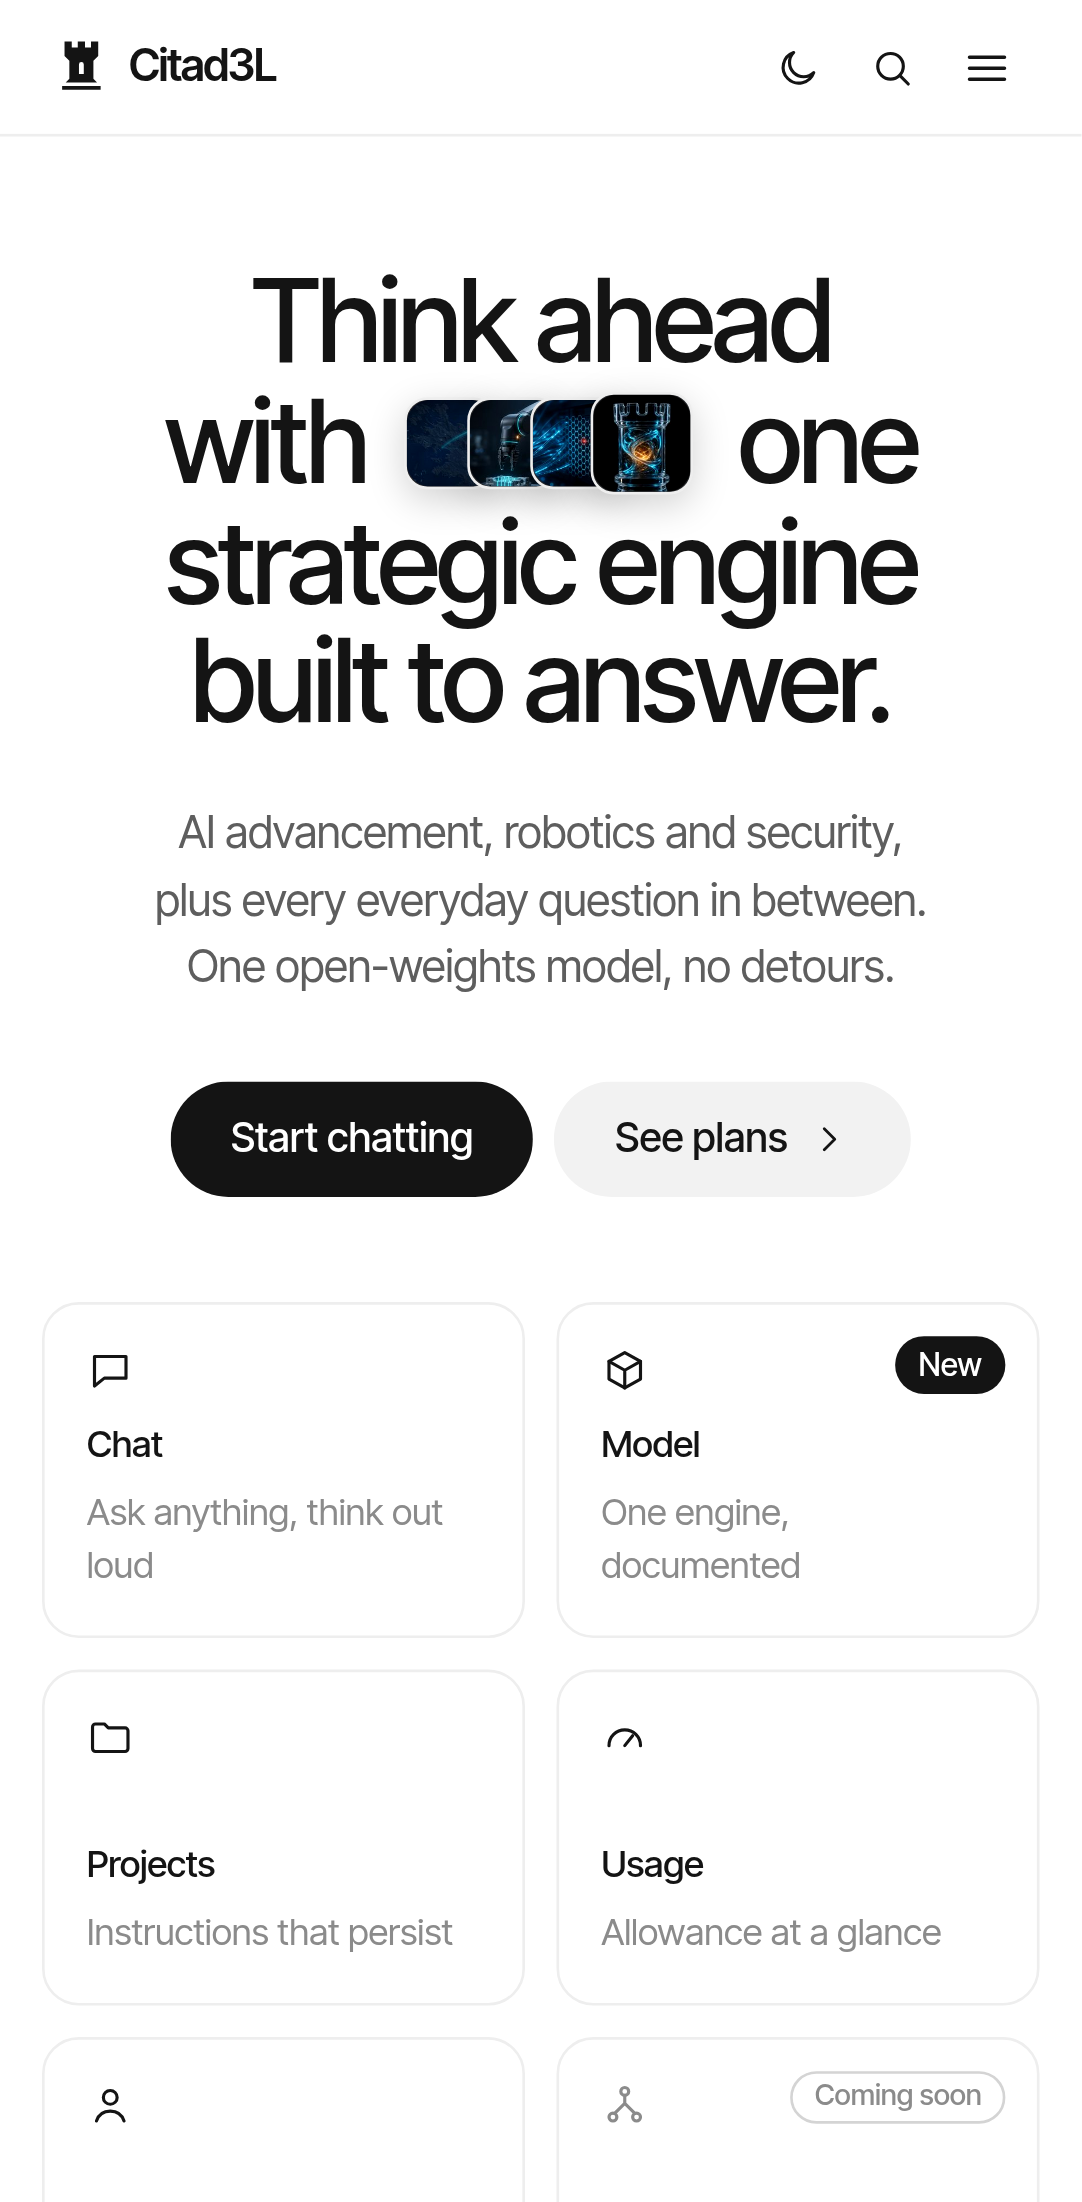 Citad3L
Think ahead
with one
strategic engine
built to answer.
AI advancement, robotics and security,
plus every everyday question in between.
One open-weights model, no detours.
Start chatting
See plans
New
Chat
Model
Ask anything, think out
loud
One engine,
documented
Projects
Usage
Instructions that persist
Allowance at a glance
Coming soon